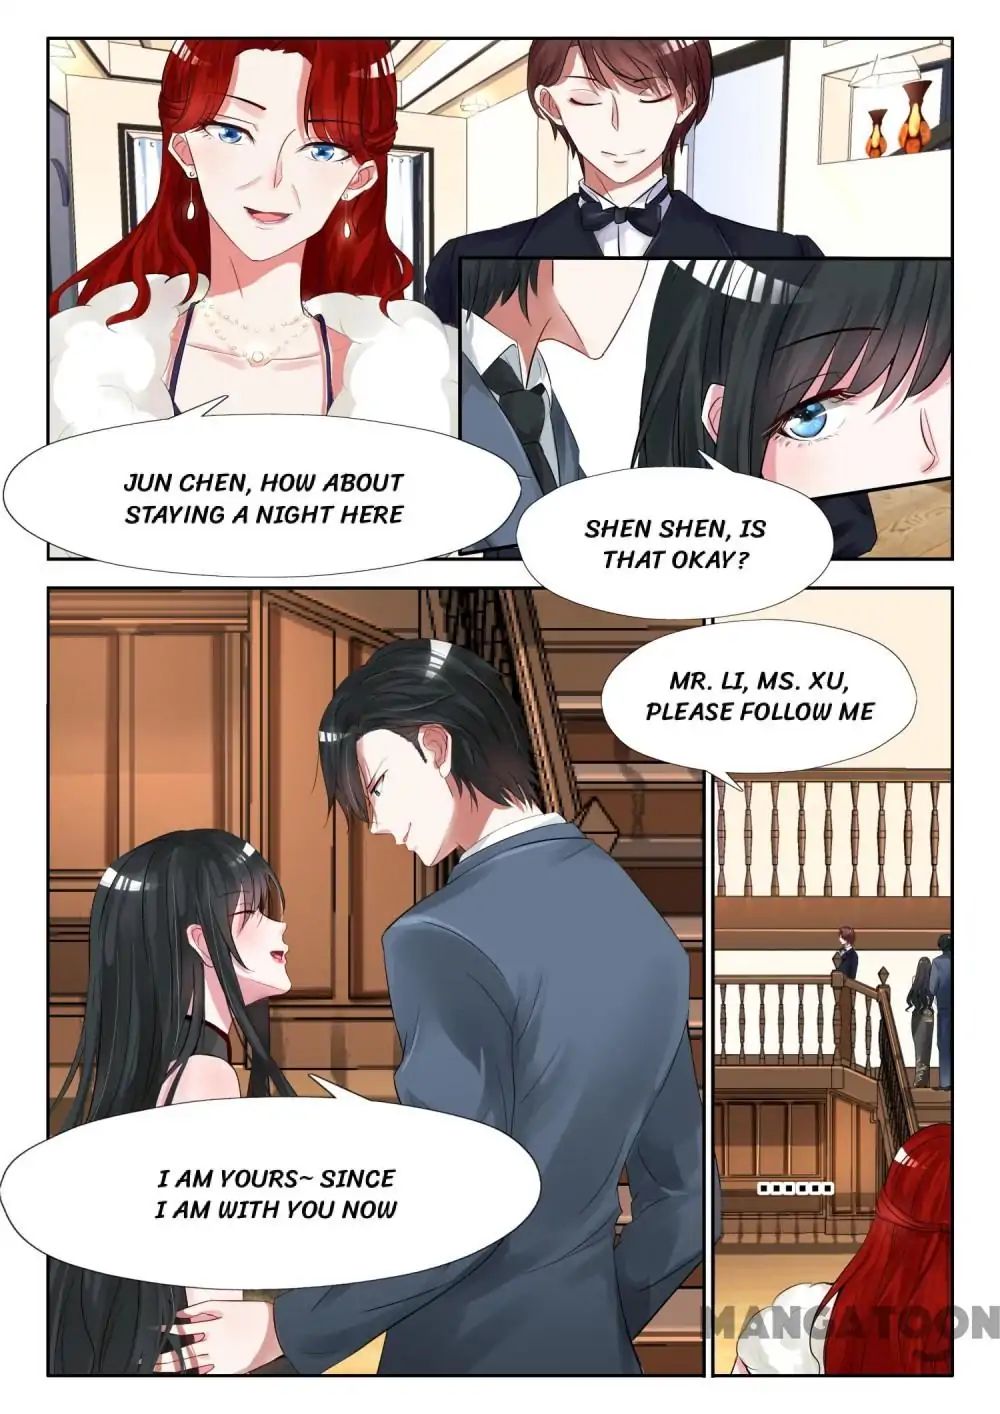 JUN CHEN, HOW ABOUT
STAYING A NIGHT HERE
SHEN SHEN, IS
THAT OKAY?
MR. LI, MS. XU,
PLEASE FOLLOW ME
I AM YOURS~ SINCE
I AM WITH YOU NOW
......
MANGATOON